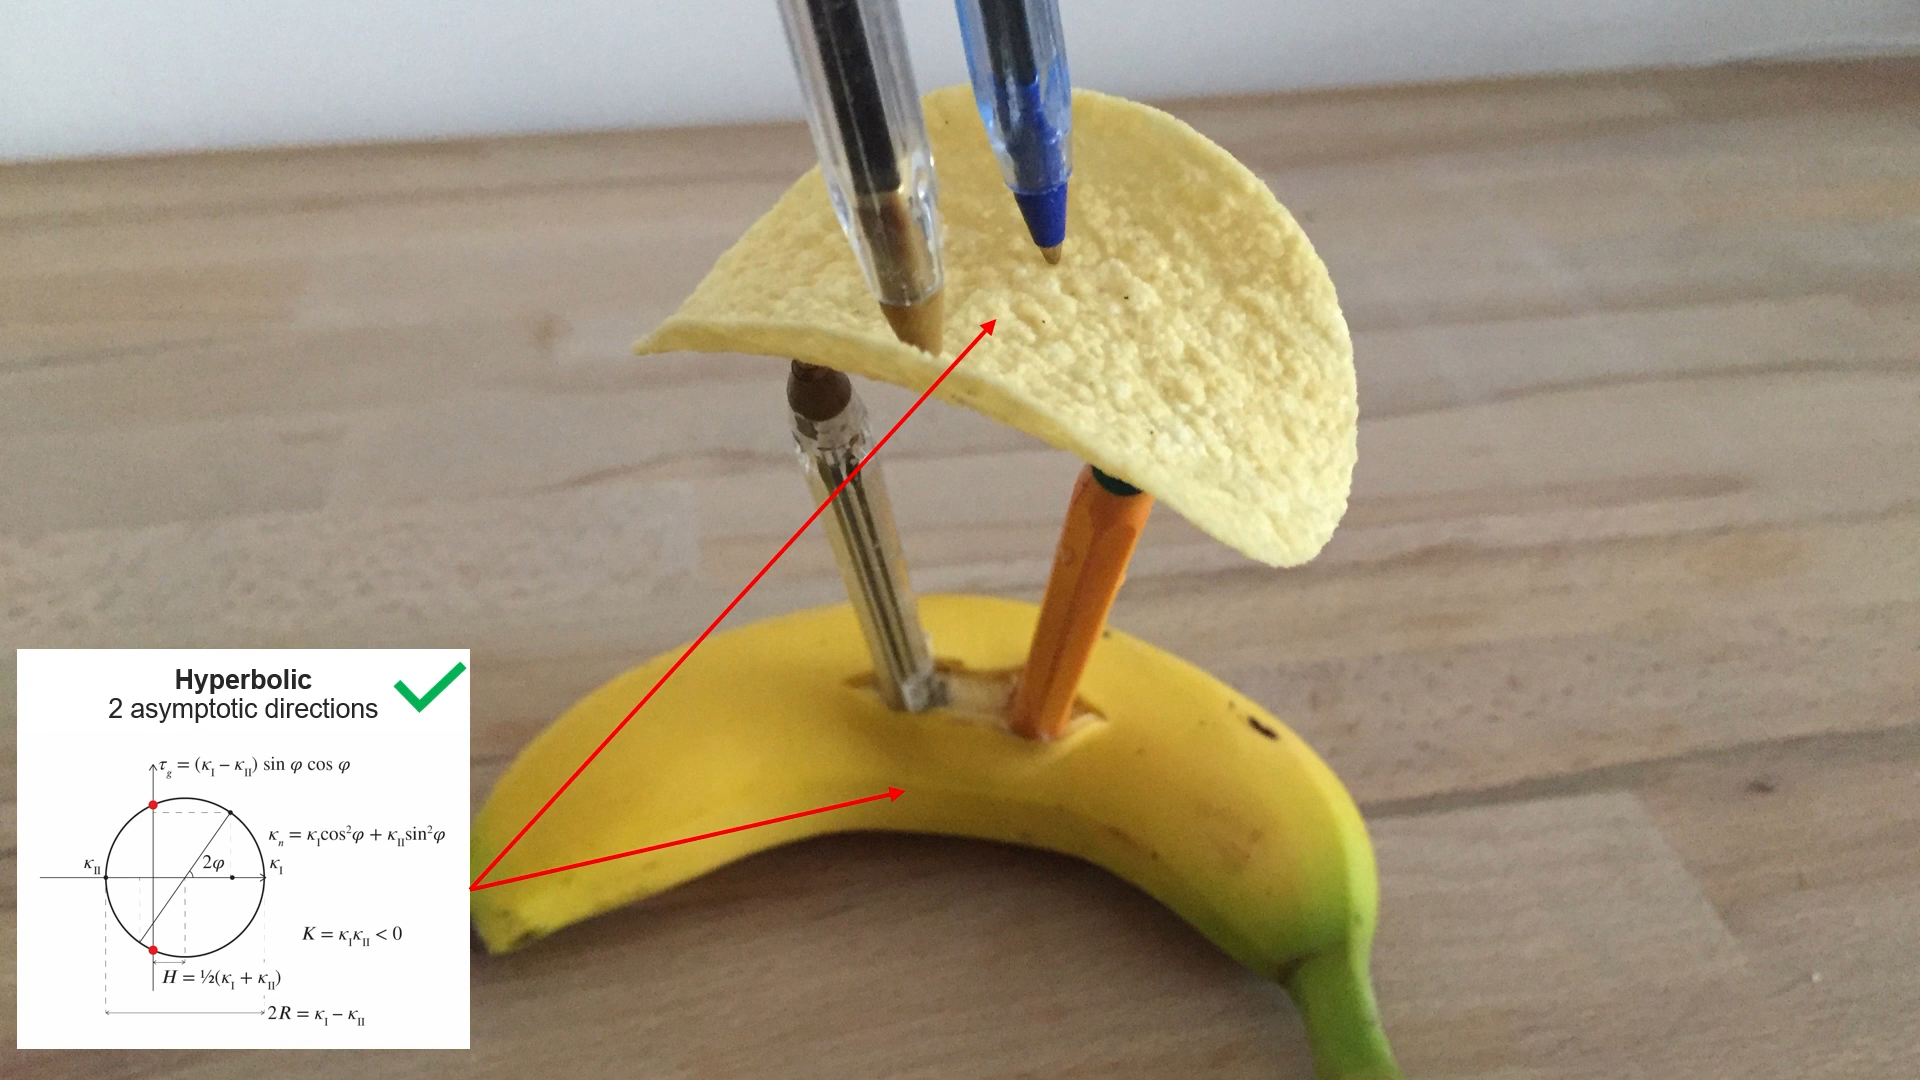 Hyperbolic
2 asymptotic directions
τg = (κI − κII) sin φ cos φ
κn = κIcos²φ + κIIsin²φ
κII
2φ
κI
K = κIκII < 0
H = ½(κI + κII)
2R = κI − κII